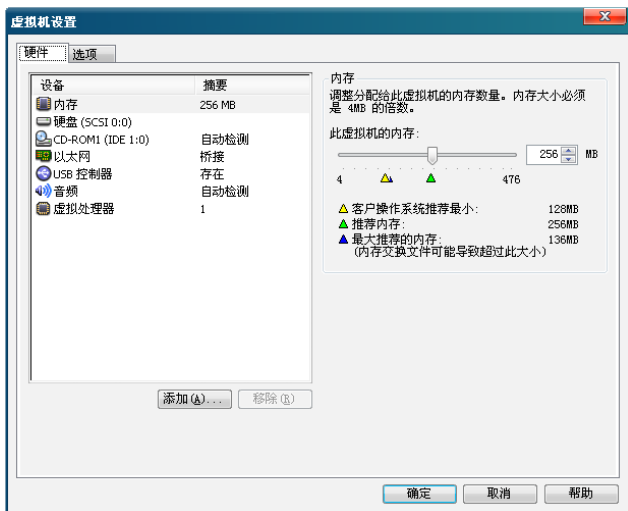 虚拟机设置
硬件 选项
设备 摘要
内存 256 MB
硬盘 (SCSI 0:0)
CD-ROM1 (IDE 1:0) 自动检测
以太网 桥接
USB 控制器 存在
音频 自动检测
虚拟处理器 1
添加(A)... 移除(R)
内存
调整分配给此虚拟机的内存数量。内存大小必须
是 4MB 的倍数。
此虚拟机的内存:
256 MB
4 476
客户操作系统推荐最小: 128MB
推荐内存: 256MB
最大推荐的内存: 136MB
(内存交换文件可能导致超过此大小)
确定 取消 帮助